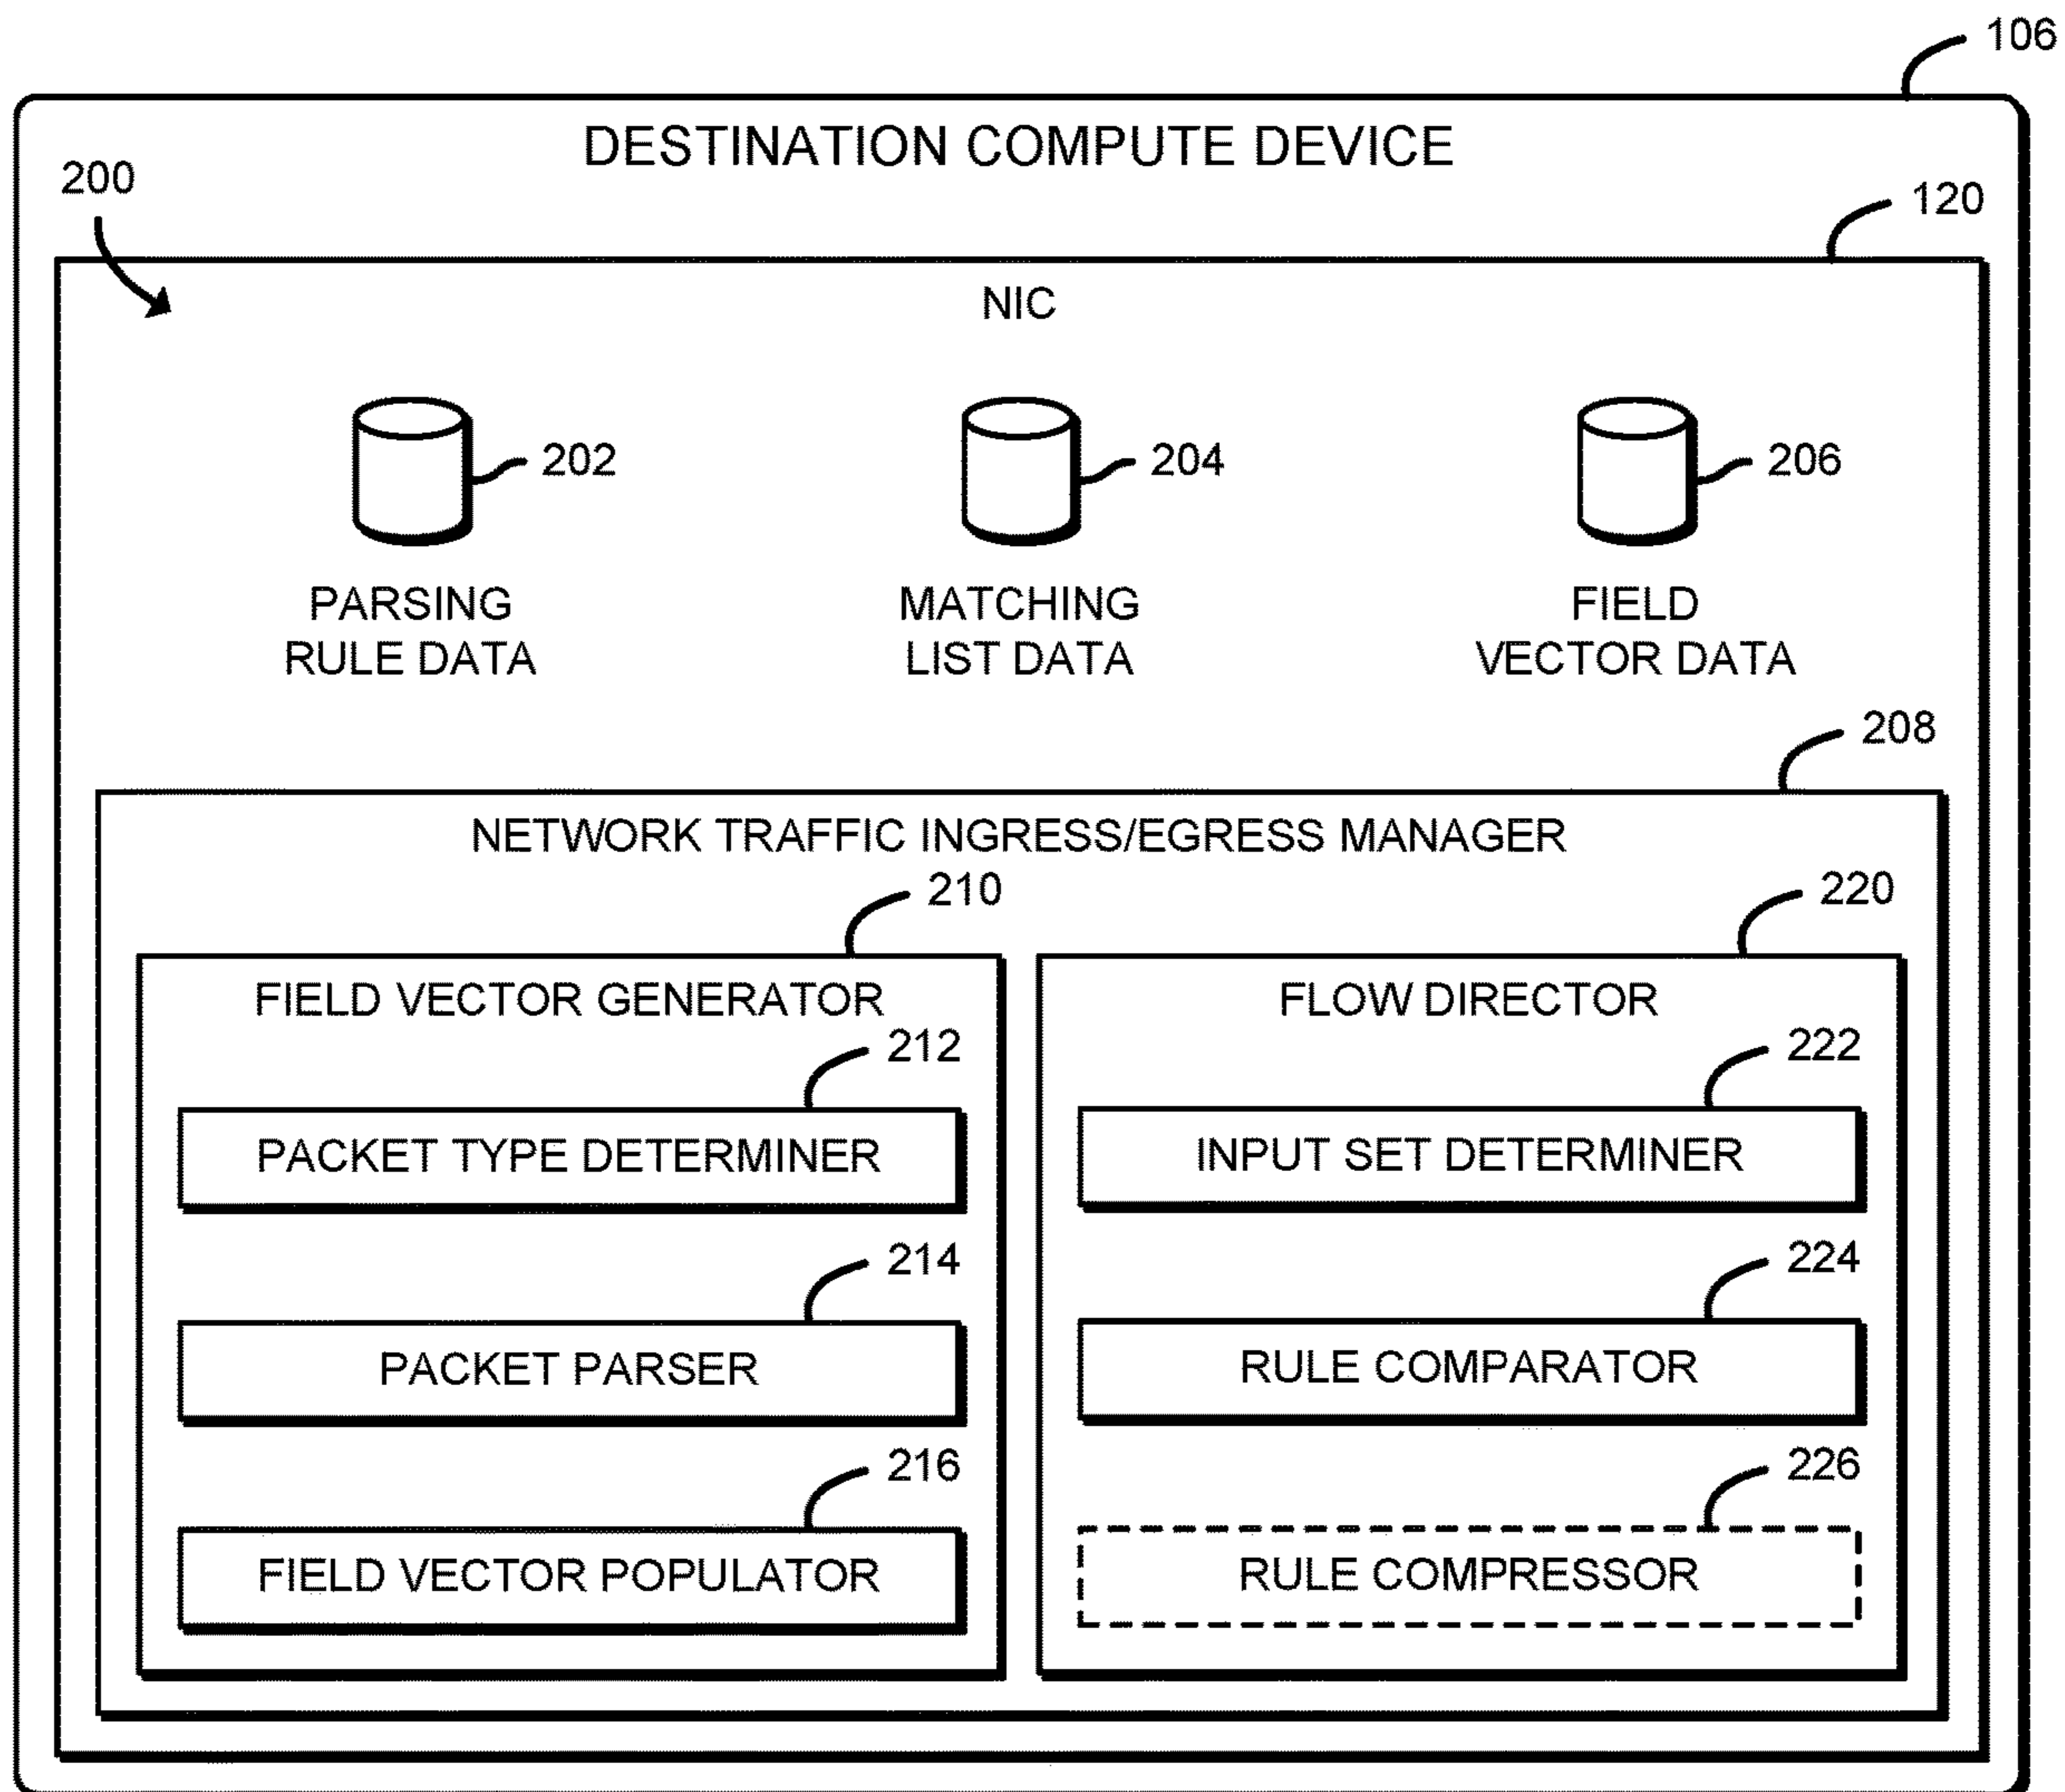 106
DESTINATION COMPUTE DEVICE
200
120
NIC
202
204
206
PARSING
RULE DATA
MATCHING
LIST DATA
FIELD
VECTOR DATA
208
NETWORK TRAFFIC INGRESS/EGRESS MANAGER
210
FIELD VECTOR GENERATOR
212
PACKET TYPE DETERMINER
214
PACKET PARSER
216
FIELD VECTOR POPULATOR
220
FLOW DIRECTOR
222
INPUT SET DETERMINER
224
RULE COMPARATOR
226
RULE COMPRESSOR